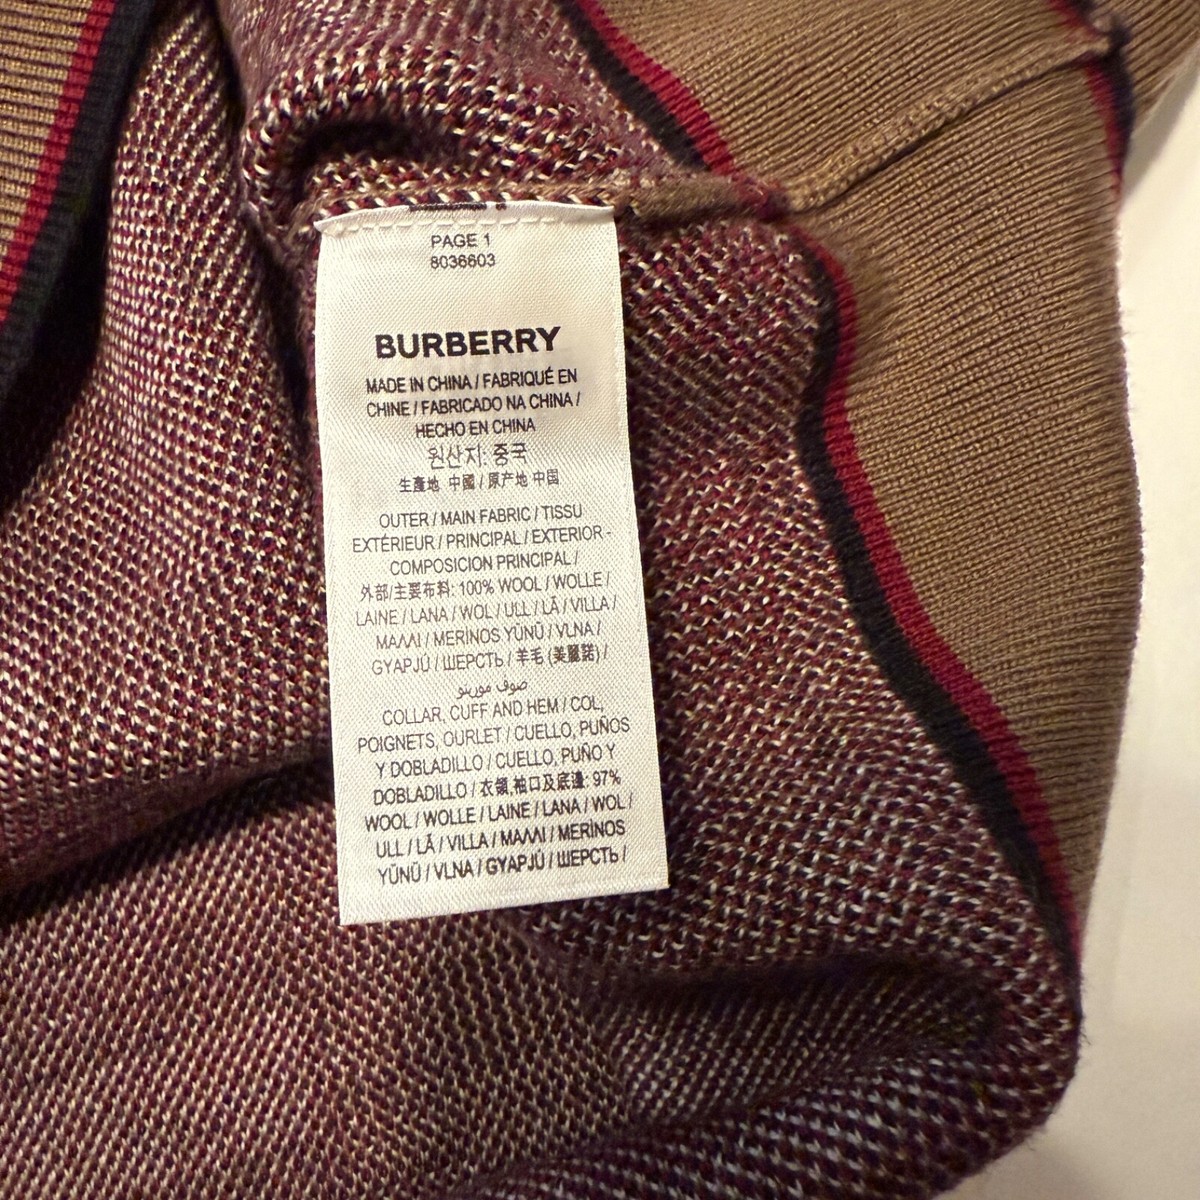 PAGE 1
8036603
BURBERRY
MADE IN CHINA / FABRIQUÉ EN
CHINE / FABRICADO NA CHINA /
HECHO EN CHINA
원산지: 중국
生產地 中國 / 原产地 中国
OUTER / MAIN FABRIC / TISSU
EXTÉRIEUR / PRINCIPAL / EXTERIOR -
COMPOSICION PRINCIPAL /
外部/主要布料: 100% WOOL / WOLLE /
LAINE / LANA / WOL / ULL / LÃ / VILLA /
ΜΑΛΛΙ / MERİNOS YÜNÜ / VLNA /
GYAPJÚ / ШЕРСТЬ / 羊毛 (美麗諾) /
صوف مورينو
COLLAR, CUFF AND HEM / COL,
POIGNETS, OURLET / CUELLO, PUÑOS
Y DOBLADILLO / CUELLO, PUÑO Y
DOBLADILLO / 衣領,袖口及底邊: 97%
WOOL / WOLLE / LAINE / LANA / WOL /
ULL / LÃ / VILLA / ΜΑΛΛΙ / MERİNOS
YÜNÜ / VLNA / GYAPJÚ / ШЕРСТЬ /